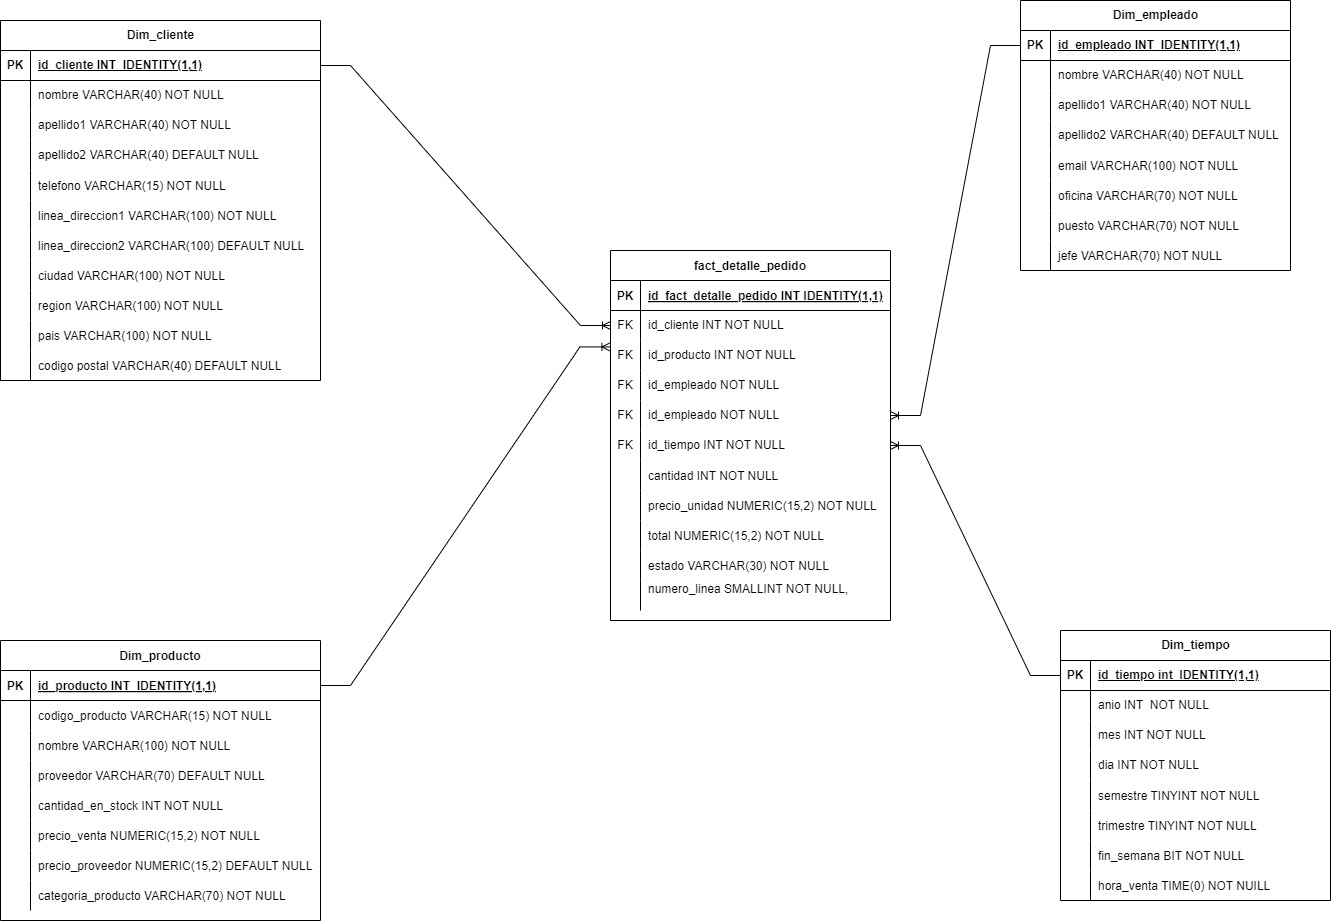 Dim_cliente
PK id_cliente INT IDENTITY(1,1)
nombre VARCHAR(40) NOT NULL
apellido1 VARCHAR(40) NOT NULL
apellido2 VARCHAR(40) DEFAULT NULL
telefono VARCHAR(15) NOT NULL
linea_direccion1 VARCHAR(100) NOT NULL
linea_direccion2 VARCHAR(100) DEFAULT NULL
ciudad VARCHAR(100) NOT NULL
region VARCHAR(100) NOT NULL
pais VARCHAR(100) NOT NULL
codigo postal VARCHAR(40) DEFAULT NULL
Dim_empleado
PK id_empleado INT IDENTITY(1,1)
nombre VARCHAR(40) NOT NULL
apellido1 VARCHAR(40) NOT NULL
apellido2 VARCHAR(40) DEFAULT NULL
email VARCHAR(100) NOT NULL
oficina VARCHAR(70) NOT NULL
puesto VARCHAR(70) NOT NULL
jefe VARCHAR(70) NOT NULL
fact_detalle_pedido
PK id_fact_detalle_pedido INT IDENTITY(1,1)
FK id_cliente INT NOT NULL
FK id_producto INT NOT NULL
FK id_empleado NOT NULL
FK id_empleado NOT NULL
FK id_tiempo INT NOT NULL
cantidad INT NOT NULL
precio_unidad NUMERIC(15,2) NOT NULL
total NUMERIC(15,2) NOT NULL
estado VARCHAR(30) NOT NULL
numero_linea SMALLINT NOT NULL,
Dim_producto
PK id_producto INT IDENTITY(1,1)
codigo_producto VARCHAR(15) NOT NULL
nombre VARCHAR(100) NOT NULL
proveedor VARCHAR(70) DEFAULT NULL
cantidad_en_stock INT NOT NULL
precio_venta NUMERIC(15,2) NOT NULL
precio_proveedor NUMERIC(15,2) DEFAULT NULL
categoria_producto VARCHAR(70) NOT NULL
Dim_tiempo
PK id_tiempo int IDENTITY(1,1)
anio INT NOT NULL
mes INT NOT NULL
dia INT NOT NULL
semestre TINYINT NOT NULL
trimestre TINYINT NOT NULL
fin_semana BIT NOT NULL
hora_venta TIME(0) NOT NUILL